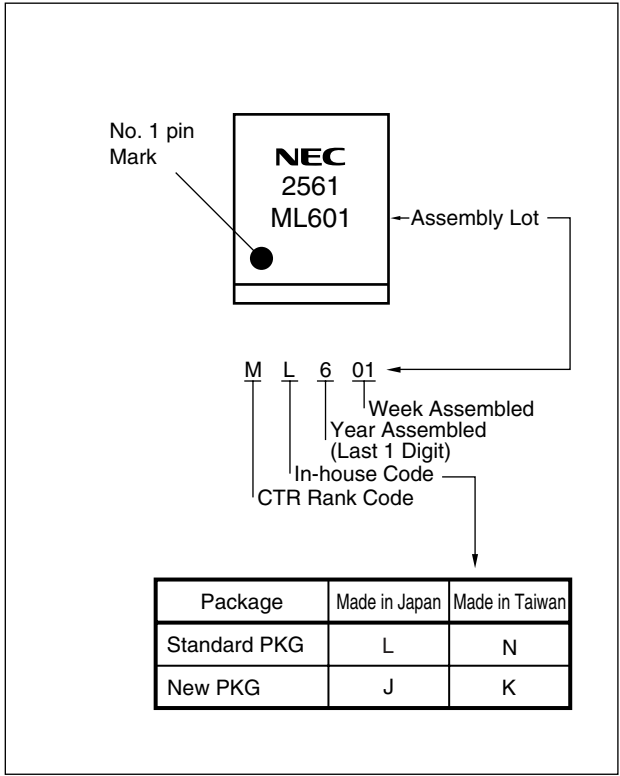 No. 1 pin
Mark
NEC
2561
ML601
Assembly Lot
M L 6 01
Week Assembled
Year Assembled
(Last 1 Digit)
In-house Code
CTR Rank Code
Package Made in Japan Made in Taiwan
Standard PKG L N
New PKG J K